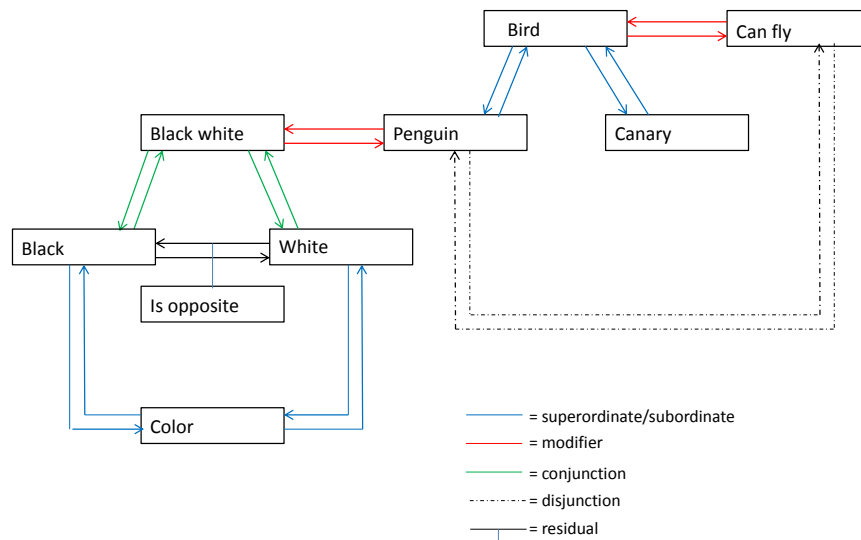 Bird
Can fly
Black white
Penguin
Canary
Black
White
Is opposite
Color
= superordinate/subordinate
= modifier
= conjunction
= disjunction
= residual